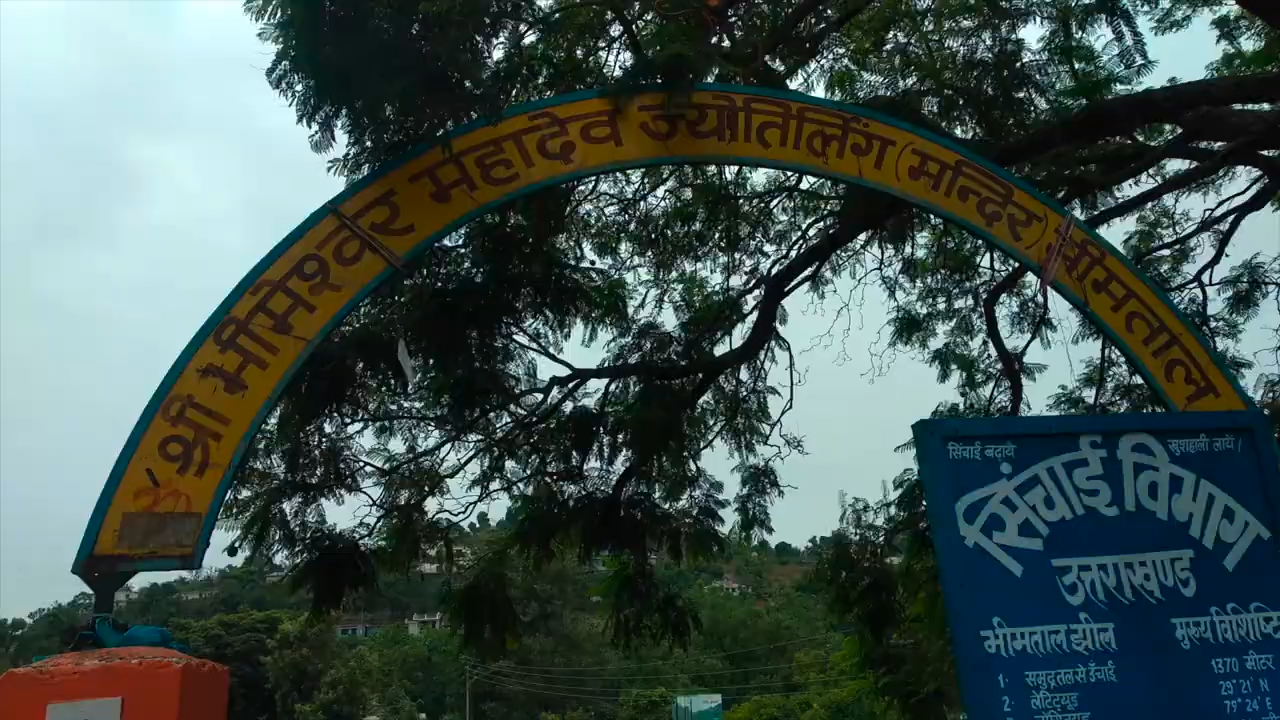 श्री भीमेश्वर महादेव ज्योतिर्लिंग (मन्दिर) भीमताल
सिंचाई बढ़ायें खुशहाली लायें।
सिंचाई विभाग
उत्तराखण्ड
भीमताल झील मुख्य विशिष्टि
1. समुद्रतल से ऊँचाई 1370 मीटर
2. लेटिट्यूड 29° 21' N
79° 24' E